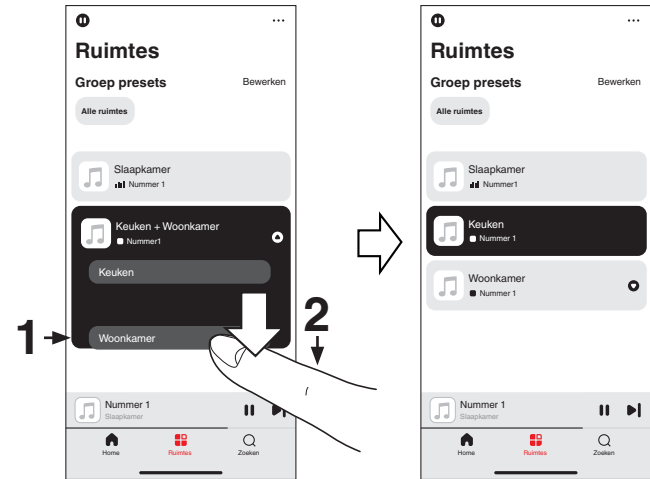 Ruimtes
Groep presets Bewerken
Alle ruimtes
Slaapkamer
Nummer 1
Keuken + Woonkamer
Nummer1
Keuken
1
Woonkamer
2
Nummer 1
Slaapkamer
Home Ruimtes Zoeken
Ruimtes
Groep presets Bewerken
Alle ruimtes
Slaapkamer
Nummer1
Keuken
Nummer 1
Woonkamer
Nummer 1
Nummer 1
Slaapkamer
Home Ruimtes Zoeken